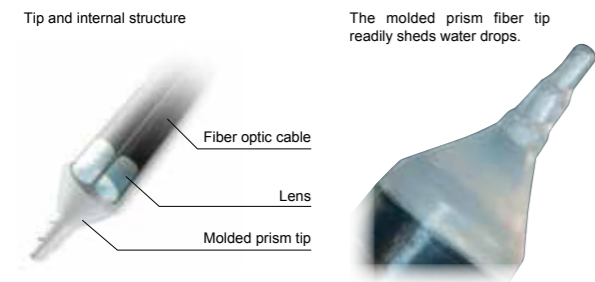 Tip and internal structure
The molded prism fiber tip
readily sheds water drops.
Fiber optic cable
Lens
Molded prism tip